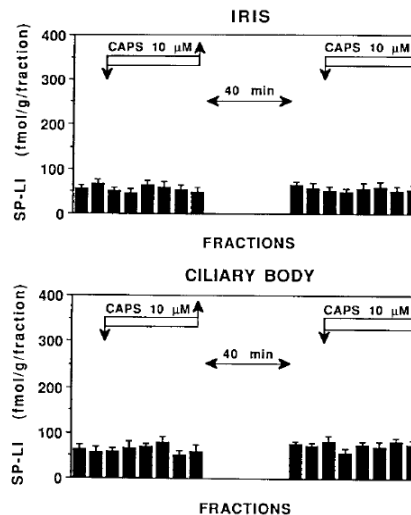 IRIS
400
300
200
100
50
0
SP-LI (fmol/g/fraction)
CAPS 10 µM
40 min
CAPS 10 µM
FRACTIONS
CILIARY BODY
400
300
200
100
50
0
SP-LI (fmol/g/fraction)
CAPS 10 µM
40 min
CAPS 10 µM
FRACTIONS